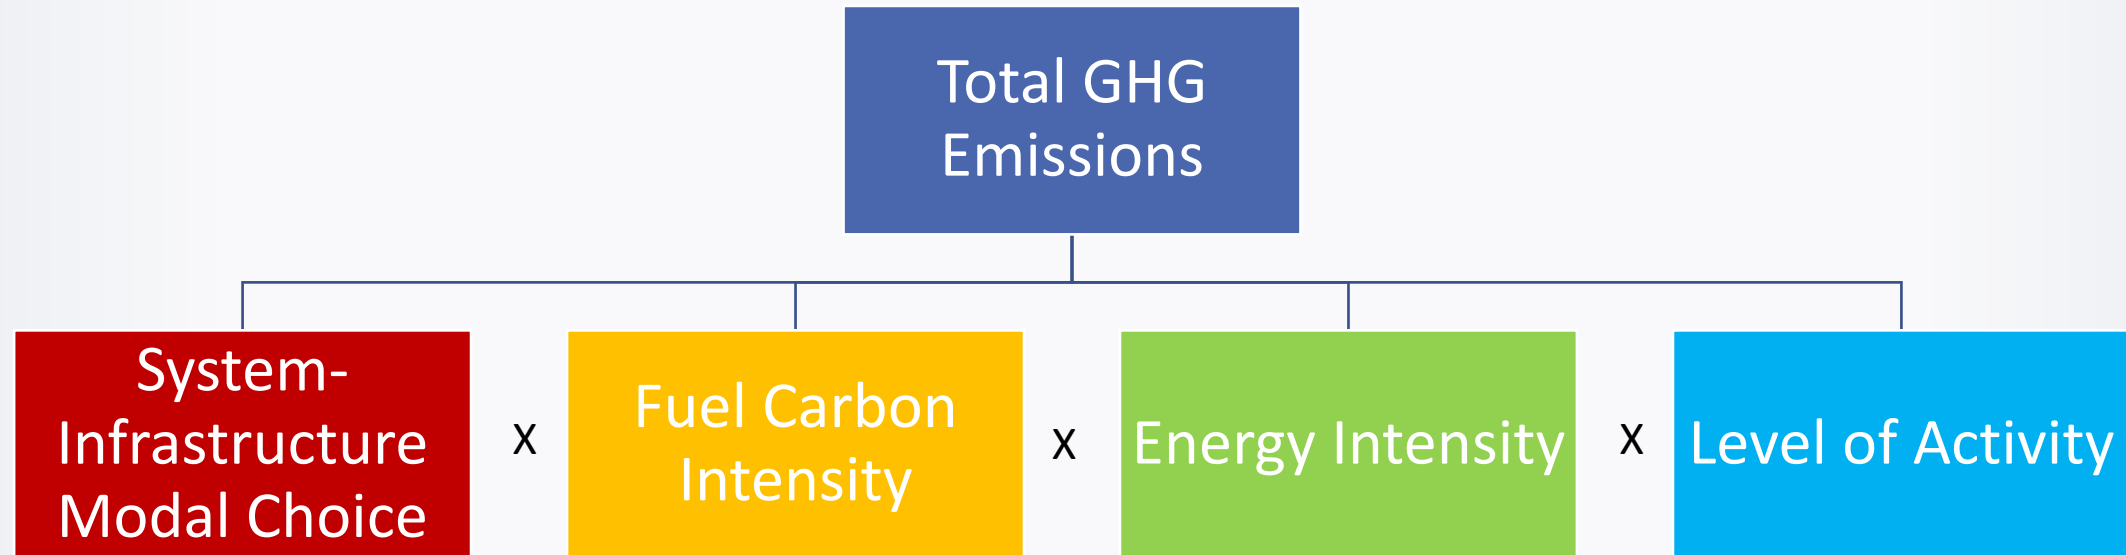 Total GHG
Emissions
System-
Infrastructure
Modal Choice
x
Fuel Carbon
Intensity
x
Energy Intensity
x
Level of Activity